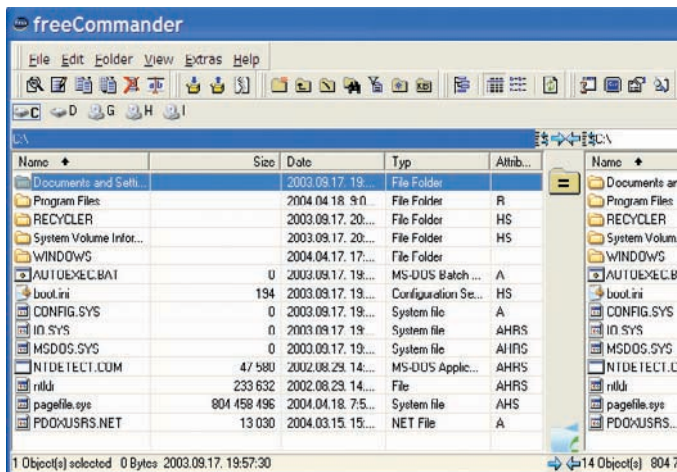 freeCommander
File Edit Folder View Extras Help
C D G H I
C:\ C:\
Name Size Date Typ Attrib... Name
Documents and Setti... 2003.09.17. 19:... File Folder Documents an
Program Files 2004.04.18. 9:0... File Folder R Program Files
RECYCLER 2003.09.17. 20:... File Folder HS RECYCLER
System Volume Infor... 2003.09.17. 20:... File Folder HS System Volum
WINDOWS 2004.04.17. 17:... File Folder WINDOWS
AUTOEXEC.BAT 0 2003.09.17. 19:... MS-DOS Batch ... A AUTOEXEC.B
boot.ini 194 2003.09.17. 19:... Configuration Se... HS boot.ini
CONFIG.SYS 0 2003.09.17. 19:... System file A CONFIG.SYS
IO.SYS 0 2003.09.17. 19:... System file AHRS IO.SYS
MSDOS.SYS 0 2003.09.17. 19:... System file AHRS MSDOS.SYS
NTDETECT.COM 47 580 2002.08.29. 14:... MS-DOS Applic... AHRS NTDETECT.C
ntldr 233 632 2002.08.29. 14:... File AHRS ntldr
pagefile.sys 804 458 496 2004.04.18. 7:5... System file AHS pagefile.sys
PDOXUSRS.NET 13 030 2004.03.15. 15:... NET File A PDOXUSRS...
1 Object(s) selected 0 Bytes 2003.09.17. 19:57:30 14 Object(s) 804 7